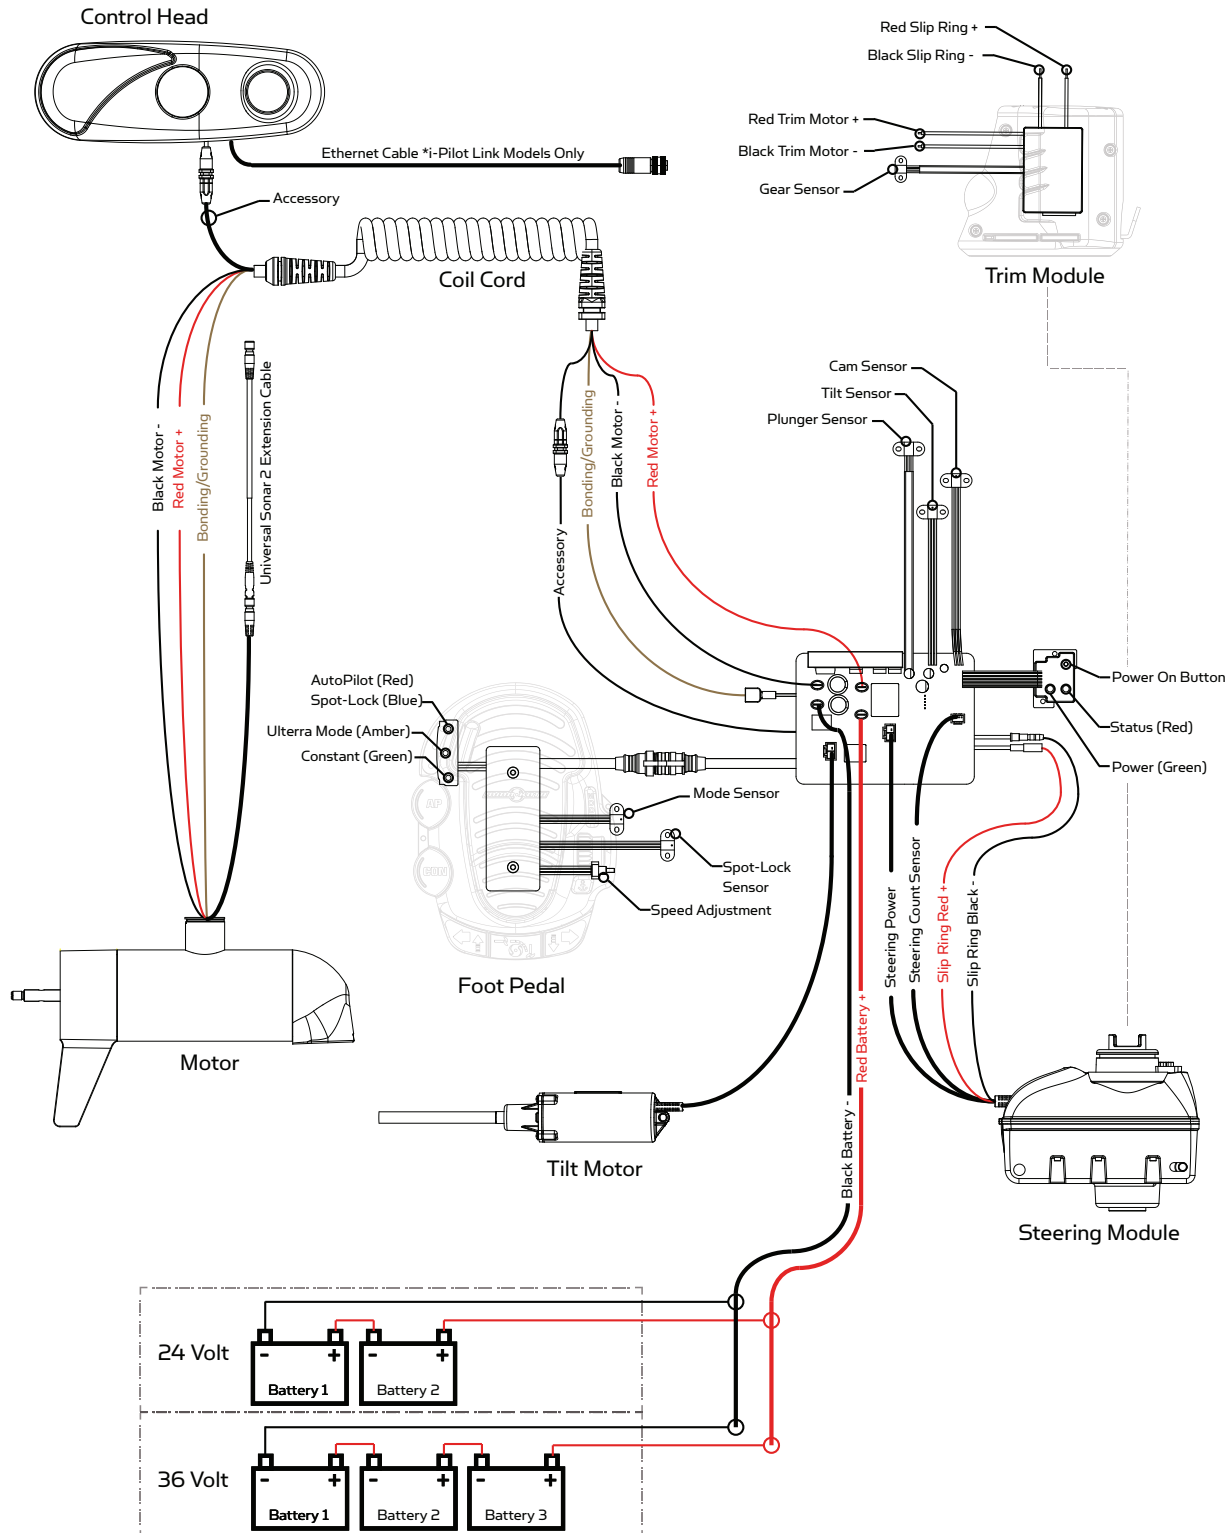 Control Head
Red Slip Ring +
Black Slip Ring -
Red Trim Motor +
Black Trim Motor -
Gear Sensor
Trim Module
Ethernet Cable *i-Pilot Link Models Only
Accessory
Coil Cord
Black Motor -
Red Motor +
Bonding/Grounding
Universal Sonar 2 Extension Cable
Accessory
Bonding/Grounding
Black Motor -
Red Motor +
Cam Sensor
Tilt Sensor
Plunger Sensor
Power On Button
Status (Red)
Power (Green)
AutoPilot (Red)
Spot-Lock (Blue)
Ulterra Mode (Amber)
Constant (Green)
AP
CON
Mode Sensor
Spot-Lock
Sensor
Speed Adjustment
Foot Pedal
Motor
Steering Power
Steering Count Sensor
Slip Ring Red +
Slip Ring Black -
Black Battery -
Red Battery +
Tilt Motor
Steering Module
24 Volt
- +
Battery 1
- +
Battery 2
36 Volt
- +
Battery 1
- +
Battery 2
- +
Battery 3